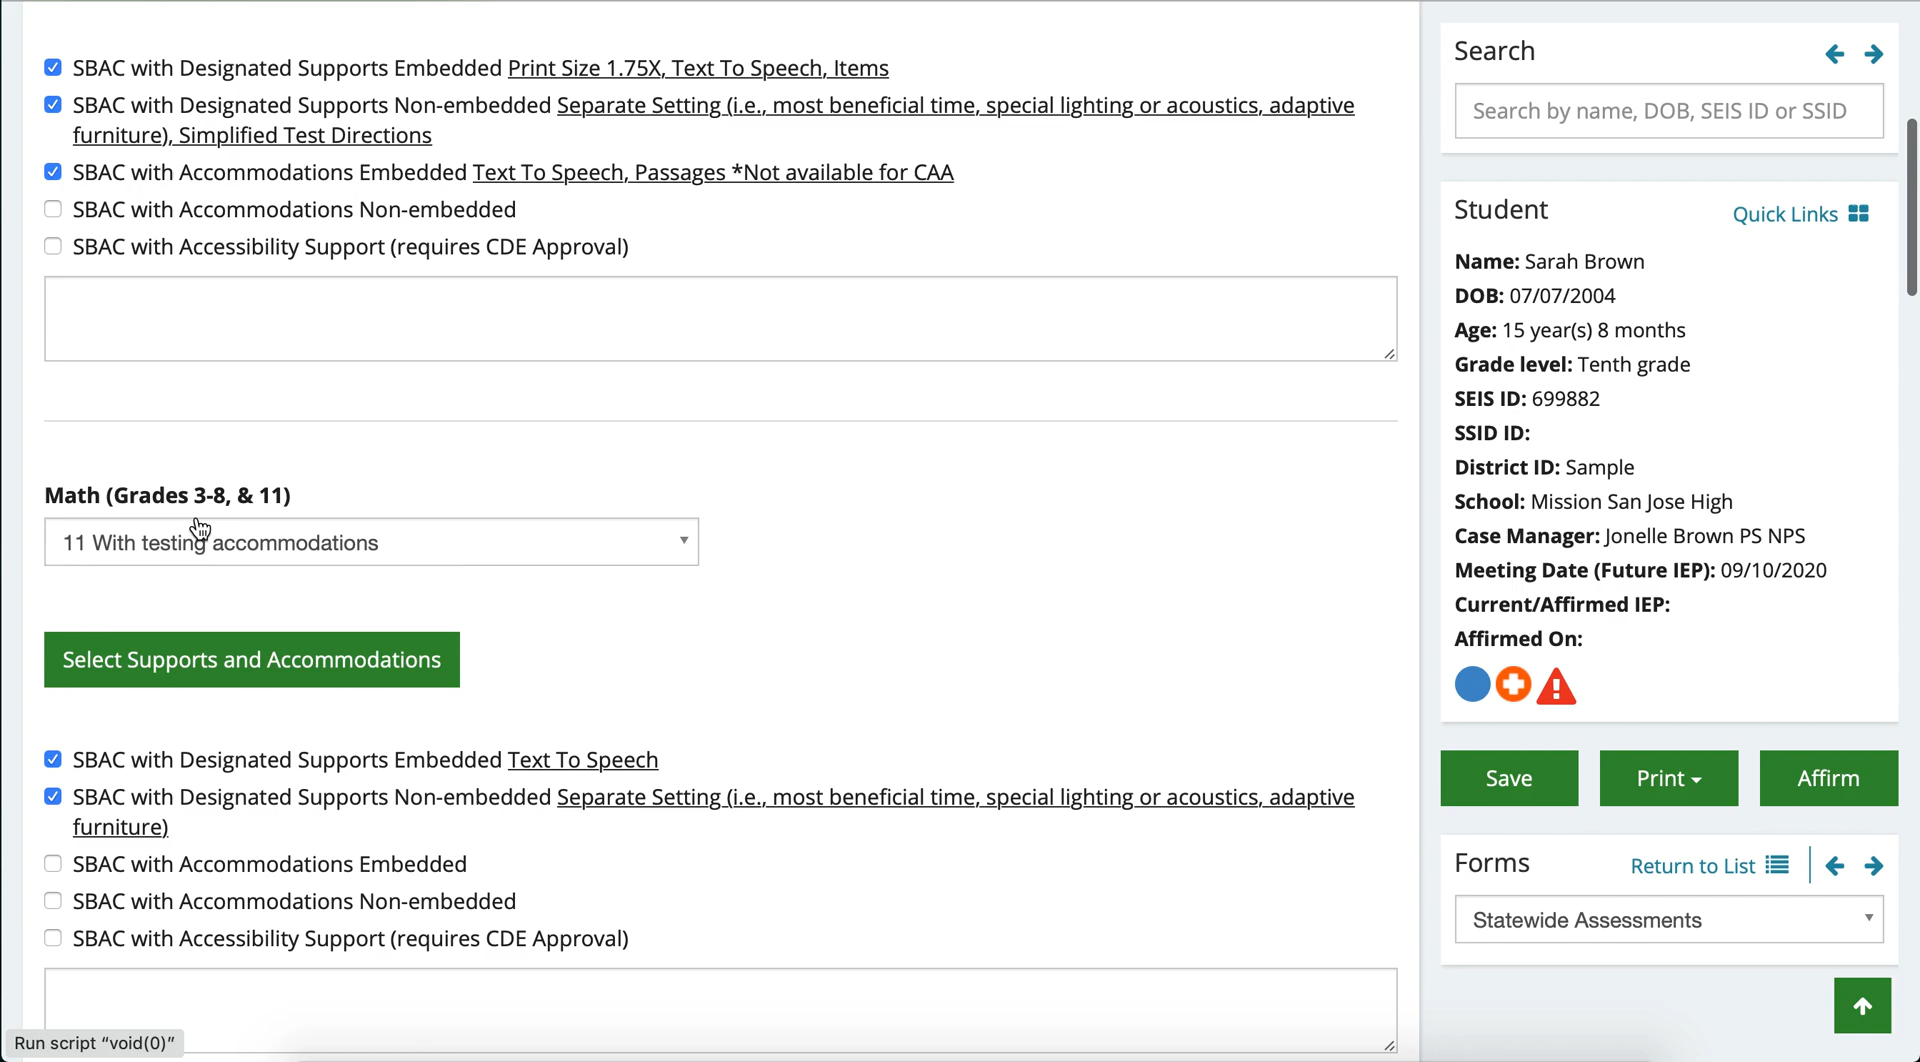 SBAC with Designated Supports Embedded Print Size 1.75X, Text To Speech, Items
SBAC with Designated Supports Non-embedded Separate Setting (i.e., most beneficial time, special lighting or acoustics, adaptive
furniture), Simplified Test Directions
SBAC with Accommodations Embedded Text To Speech, Passages *Not available for CAA
SBAC with Accommodations Non-embedded
SBAC with Accessibility Support (requires CDE Approval)
Math (Grades 3-8, & 11)
11 With testing accommodations
Select Supports and Accommodations
SBAC with Designated Supports Embedded Text To Speech
SBAC with Designated Supports Non-embedded Separate Setting (i.e., most beneficial time, special lighting or acoustics, adaptive
furniture)
SBAC with Accommodations Embedded
SBAC with Accommodations Non-embedded
SBAC with Accessibility Support (requires CDE Approval)
Run script “void(0)”
Search
Search by name, DOB, SEIS ID or SSID
Student Quick Links
Name: Sarah Brown
DOB: 07/07/2004
Age: 15 year(s) 8 months
Grade level: Tenth grade
SEIS ID: 699882
SSID ID:
District ID: Sample
School: Mission San Jose High
Case Manager: Jonelle Brown PS NPS
Meeting Date (Future IEP): 09/10/2020
Current/Affirmed IEP:
Affirmed On:
Save Print Affirm
Forms Return to List
Statewide Assessments